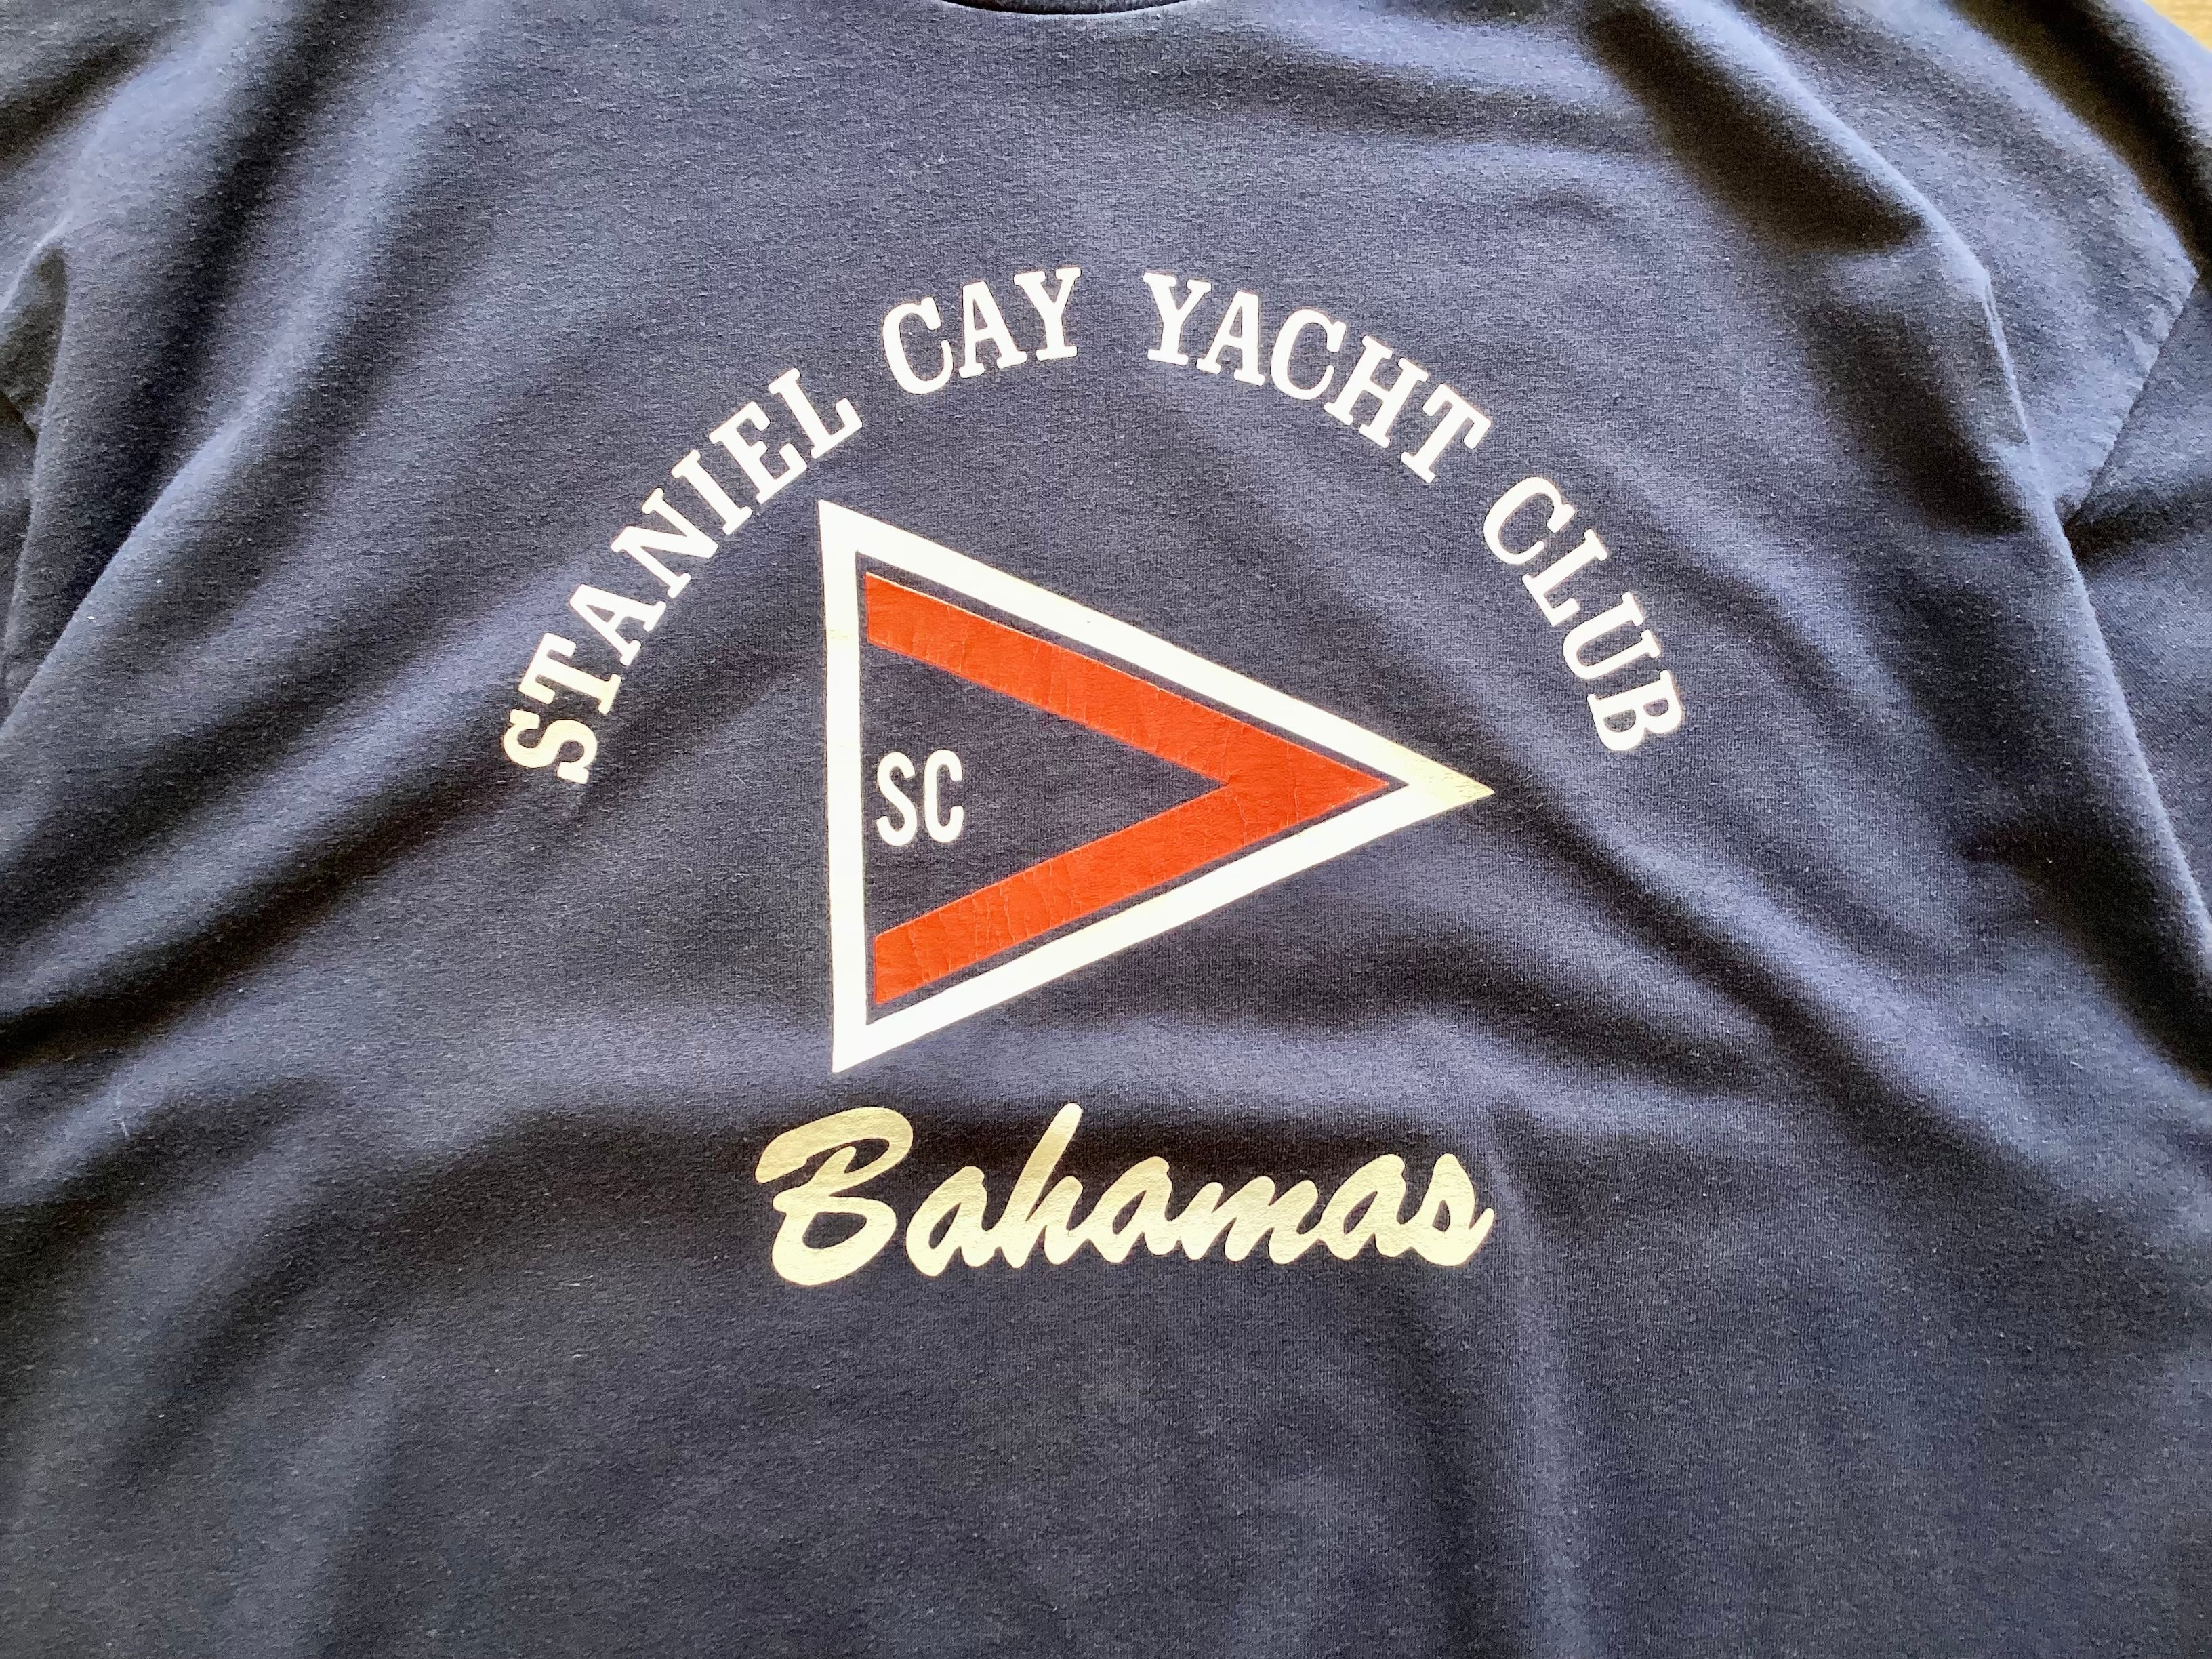 STANIEL CAY YACHT CLUB
SC
Bahamas